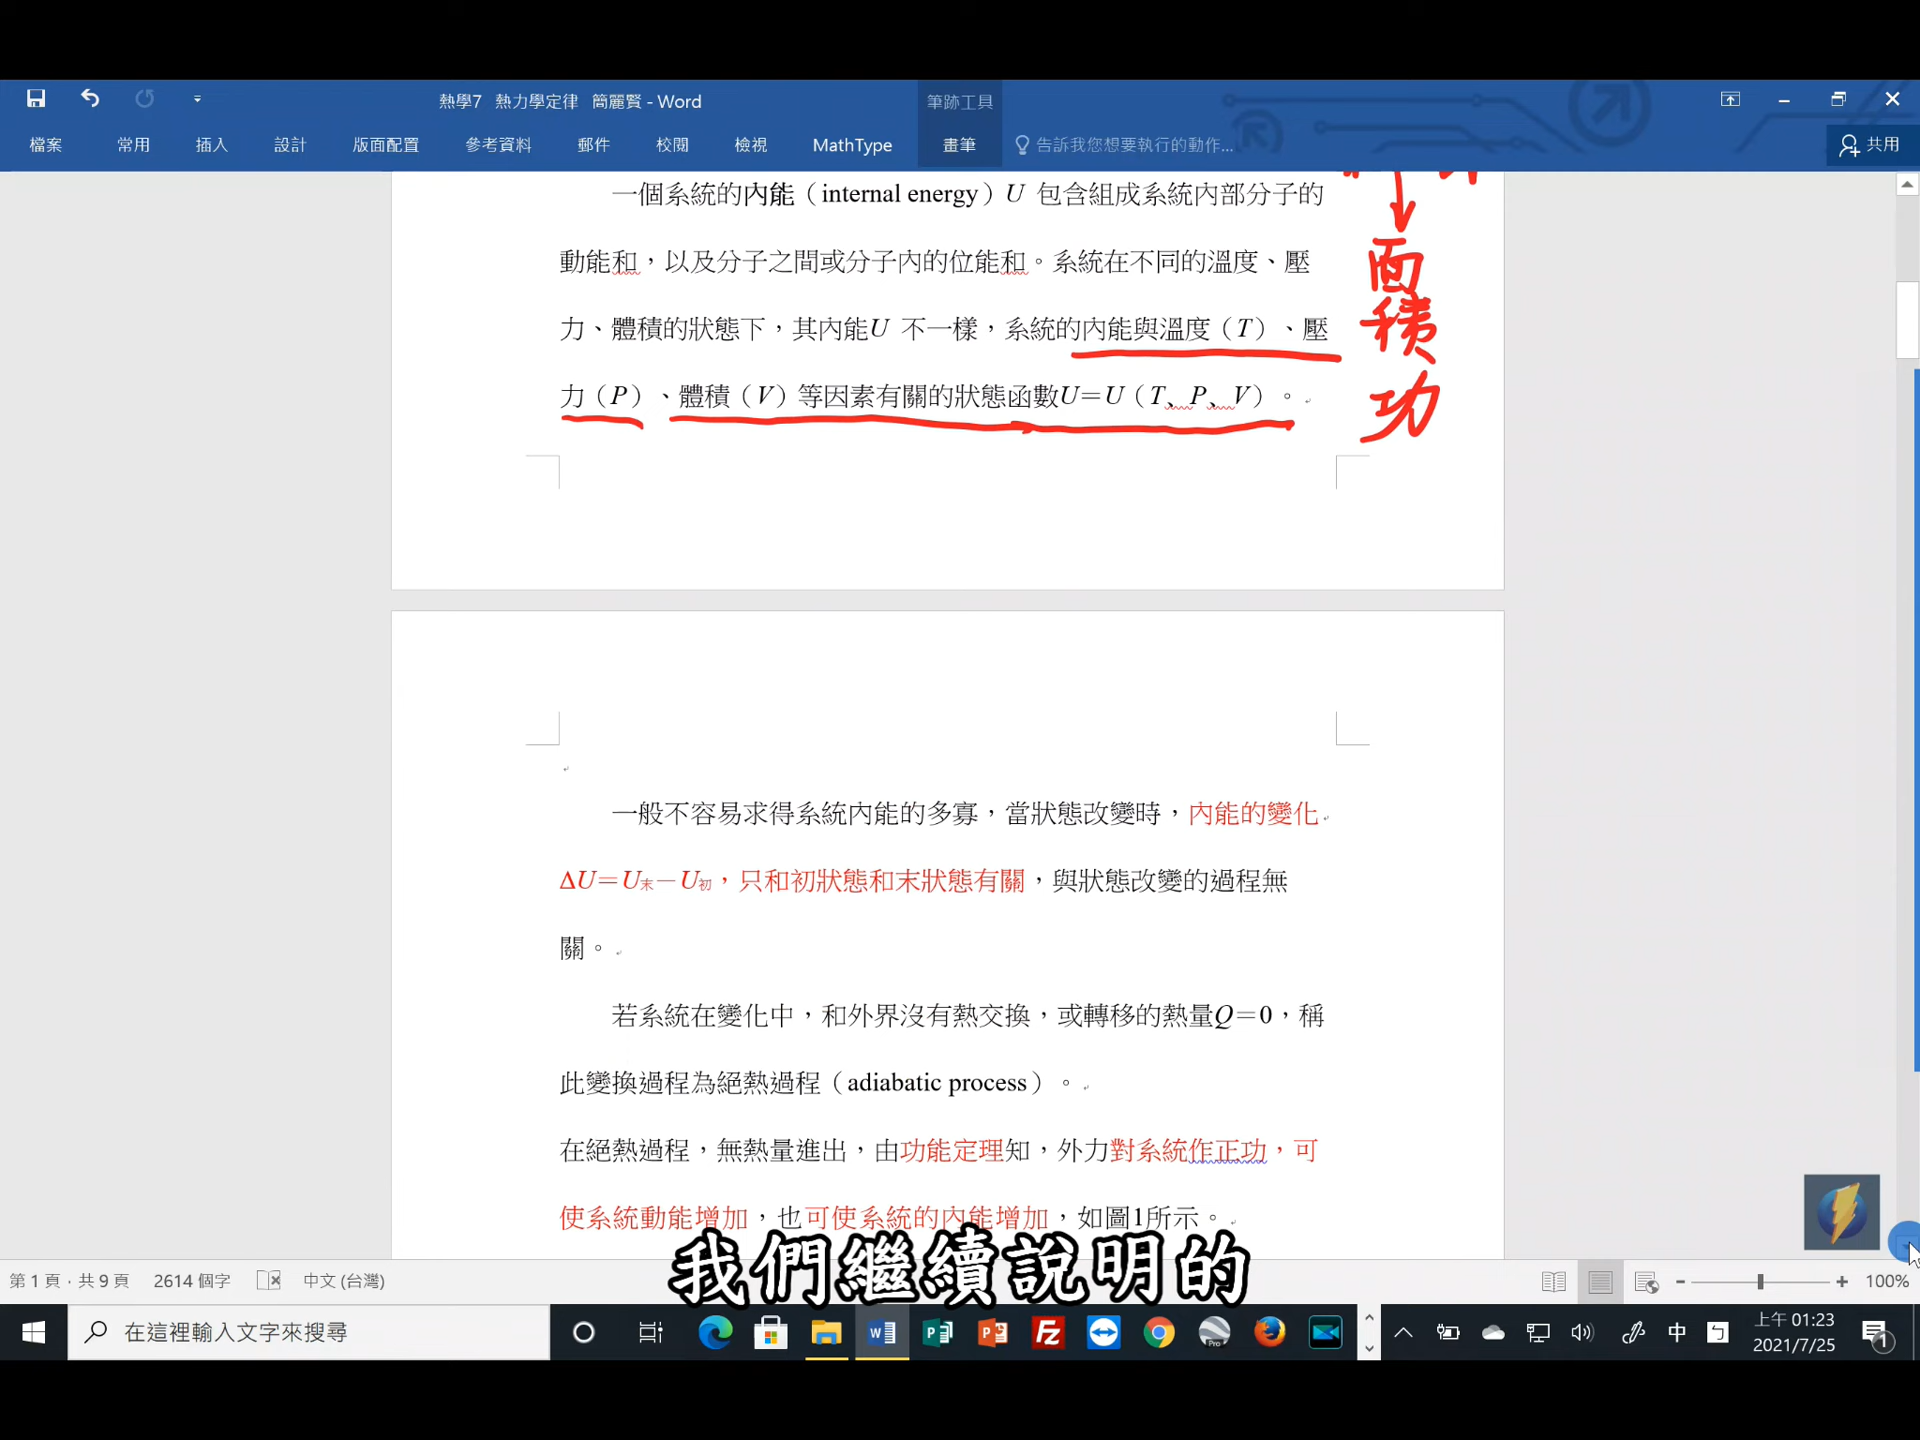 熱學7 熱力學定律 簡麗賢 - Word
筆跡工具
檔案 常用 插入 設計 版面配置 參考資料 郵件 校閱 檢視 MathType 畫筆 告訴我您想要執行的動作... 共用
一個系統的內能（internal energy）U 包含組成系統內部分子的
動能和，以及分子之間或分子內的位能和。系統在不同的溫度、壓
力、體積的狀態下，其內能U 不一樣，系統的內能與溫度（T）、壓
力（P）、體積（V）等因素有關的狀態函數U＝U（T、P、V）。
面積
功
一般不容易求得系統內能的多寡，當狀態改變時，內能的變化
ΔU＝U末－U初，只和初狀態和末狀態有關，與狀態改變的過程無
關。
若系統在變化中，和外界沒有熱交換，或轉移的熱量Q＝0，稱
此變換過程為絕熱過程（adiabatic process）。
在絕熱過程，無熱量進出，由功能定理知，外力對系統作正功，可
使系統動能增加，也可使系統的內能增加，如圖1所示。
我們繼續說明的
第 1 頁，共 9 頁 2614 個字 中文 (台灣) 100%
在這裡輸入文字來搜尋
中
上午 01:23
2021/7/25
1